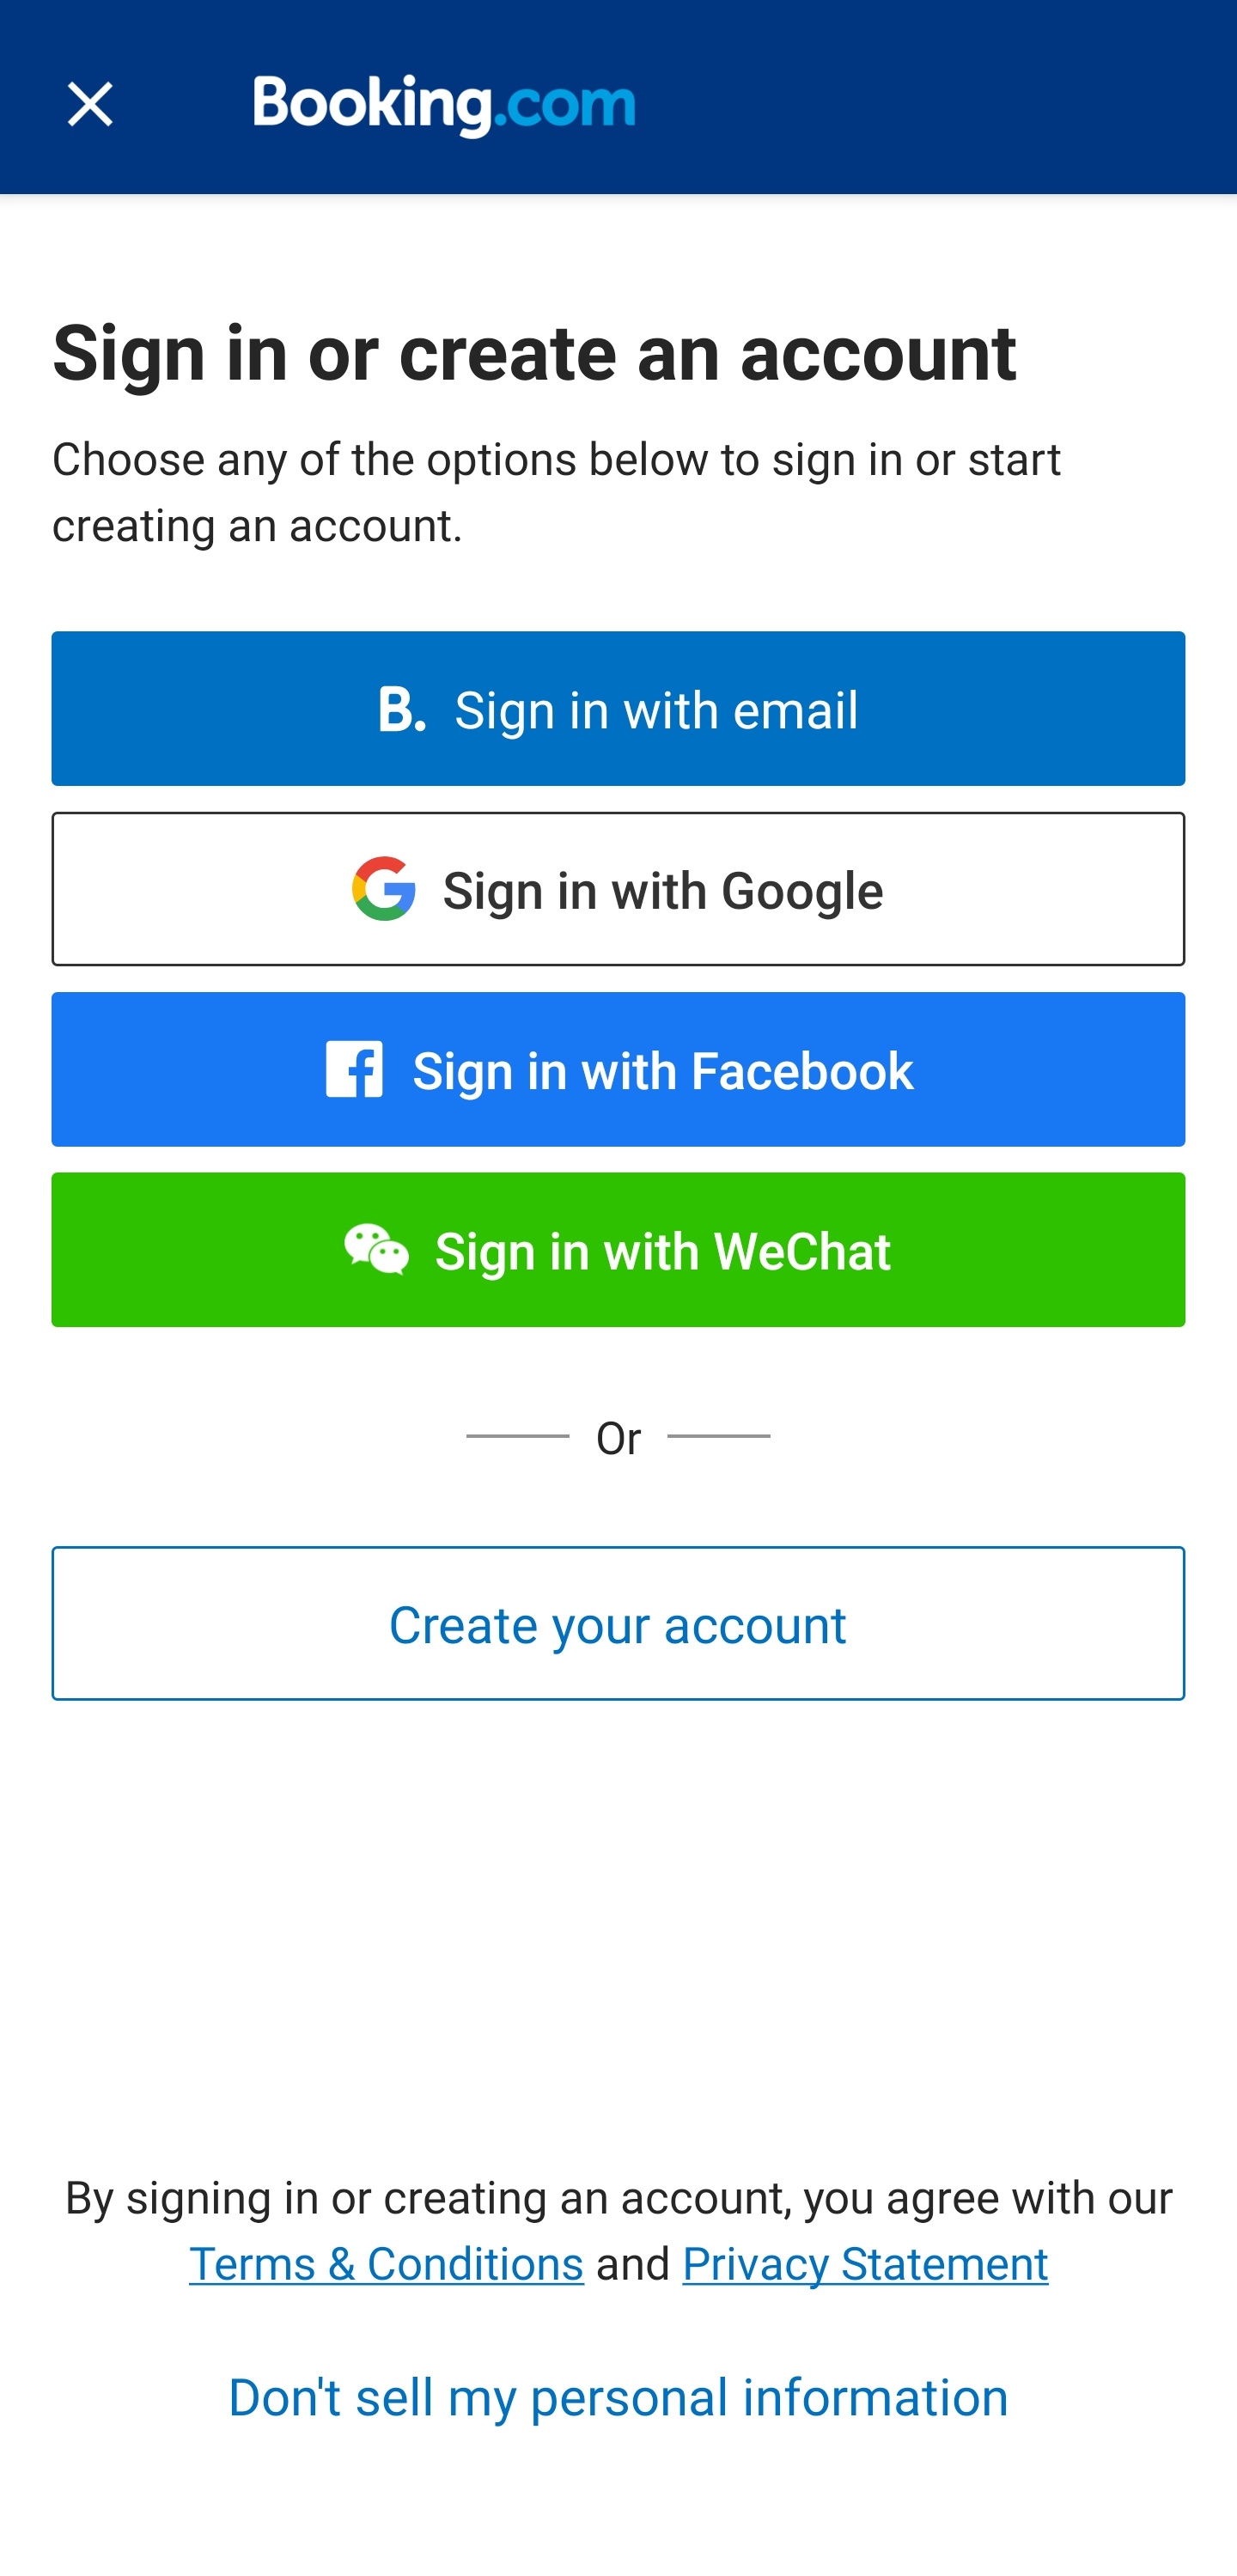 Booking.com
Sign in or create an account
Choose any of the options below to sign in or start
creating an account.
B. Sign in with email
Sign in with Google
Sign in with Facebook
Sign in with WeChat
Or
Create your account
By signing in or creating an account, you agree with our
Terms & Conditions and Privacy Statement
Don't sell my personal information